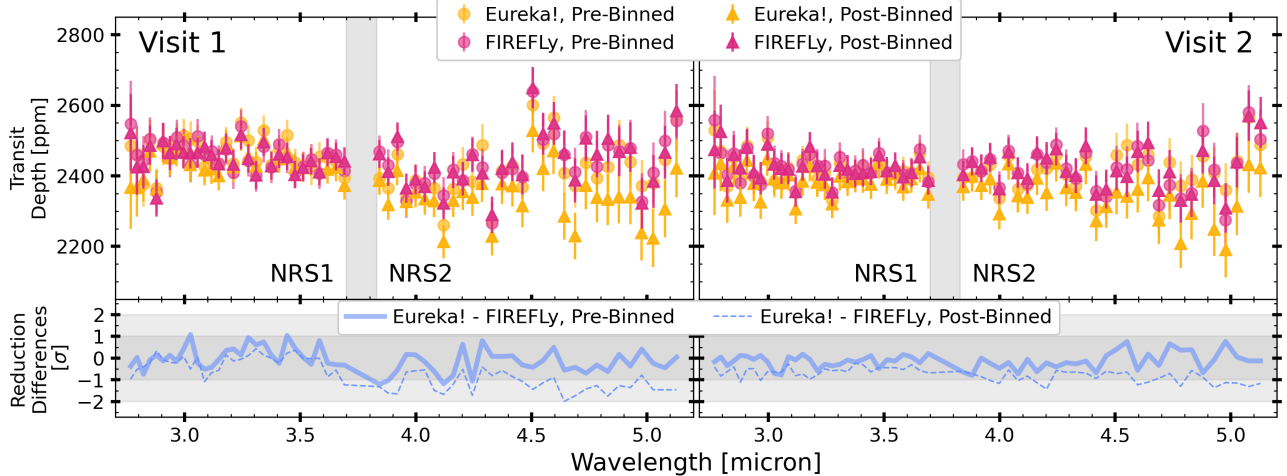 Eureka!, Pre-Binned
Eureka!, Post-Binned
FIREFLy, Pre-Binned
FIREFLy, Post-Binned
Visit 1
Visit 2
Transit
Depth [ppm]
2800
2600
2400
2200
NRS1
NRS2
NRS1
NRS2
Eureka! - FIREFLy, Pre-Binned
Eureka! - FIREFLy, Post-Binned
Reduction
Differences
[σ]
2
1
0
−1
−2
3.0
3.5
4.0
4.5
5.0
3.0
3.5
4.0
4.5
5.0
Wavelength [micron]